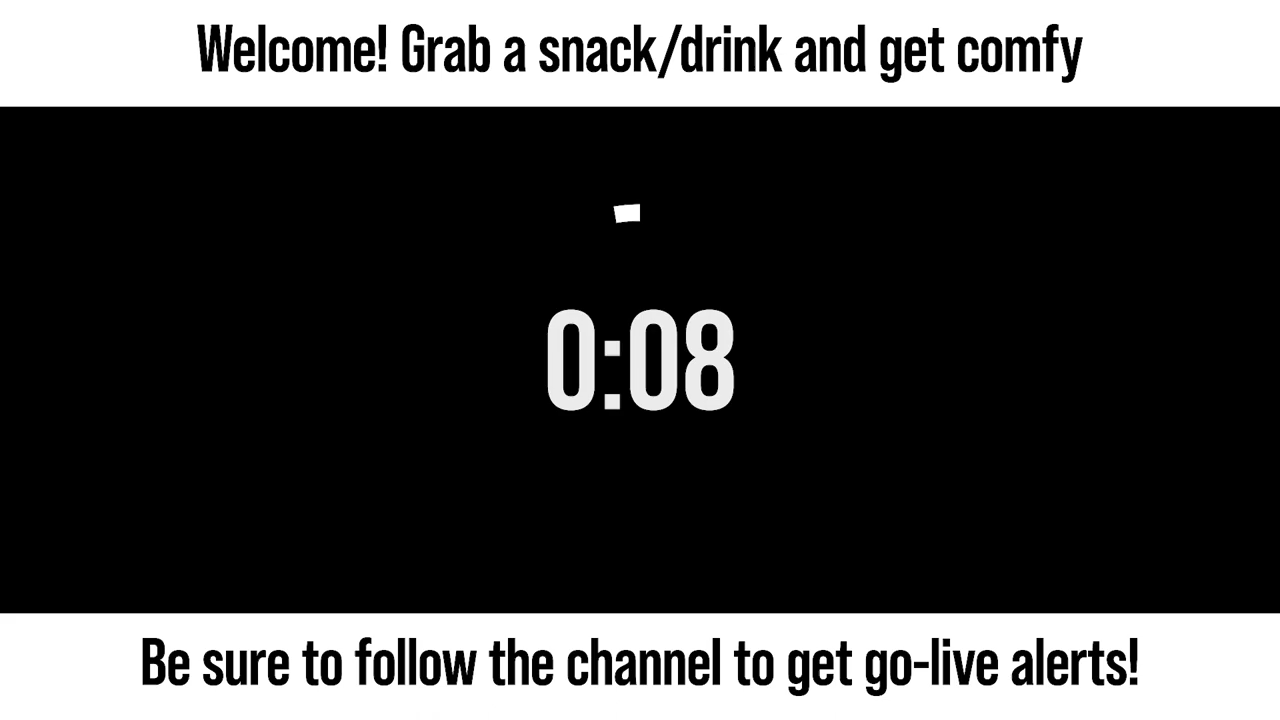 Welcome! Grab a snack/drink and get comfy
0:08
Be sure to follow the channel to get go-live alerts!